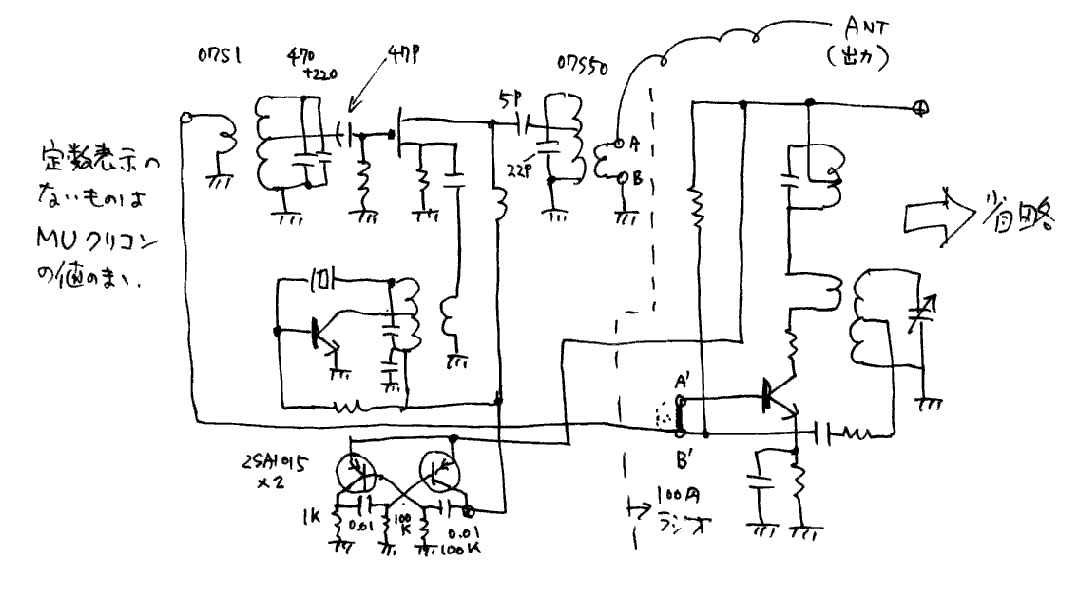 ANT
(出力)
07S1
470
+220
47P
07S50
5P
22P
A
B
定数表示の
ないものは
MUクリコン
の値のまゝ.
省略
A'
B'
2SA1015
×2
1K
0.01
100
K
0.01
100K
100円
ラジオ